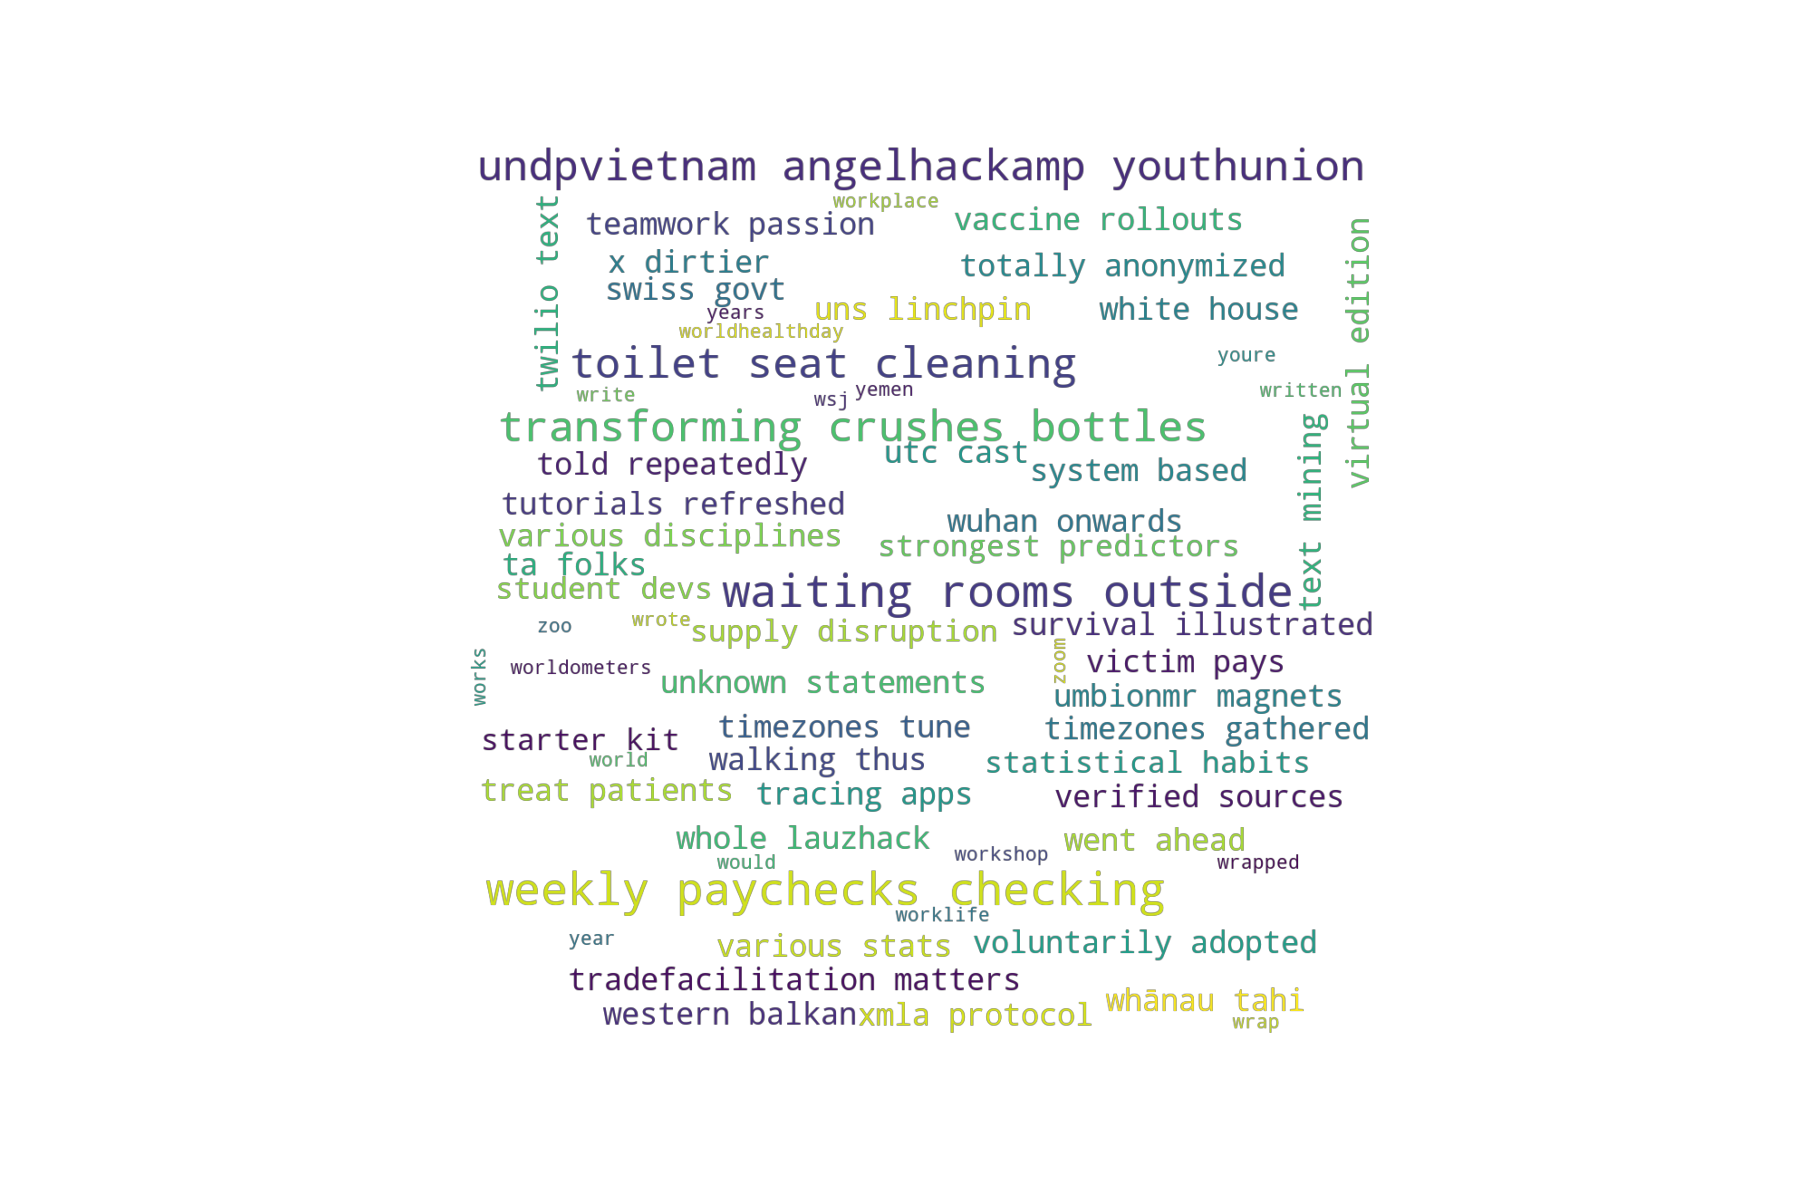 undpvietnam angelhackamp youthunion
workplace
teamwork passion
vaccine rollouts
twilio text
virtual edition
x dirtier
totally anonymized
swiss govt
years
uns linchpin
white house
worldhealthday
toilet seat cleaning
youre
write
wsj
yemen
written
transforming crushes bottles
text mining
told repeatedly
utc cast
system based
tutorials refreshed
wuhan onwards
various disciplines
strongest predictors
ta folks
student devs
waiting rooms outside
zoo
wrote
supply disruption
survival illustrated
works
worldometers
zoom
victim pays
unknown statements
umbionmr magnets
timezones tune
timezones gathered
starter kit
world
walking thus
statistical habits
treat patients
tracing apps
verified sources
whole lauzhack
went ahead
would
workshop
wrapped
weekly paychecks checking
worklife
year
various stats
voluntarily adopted
tradefacilitation matters
western balkan
xmla protocol
whānau tahi
wrap